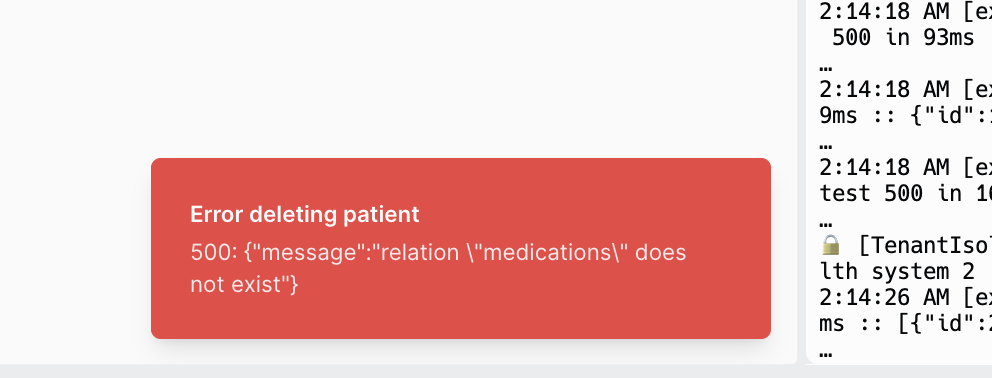 Error deleting patient
500: {"message":"relation \"medications\" does
not exist"}
2:14:18 AM [ex
500 in 93ms
…
2:14:18 AM [ex
9ms :: {"id":
…
2:14:18 AM [ex
test 500 in 1
…
🔒 [TenantIsol
lth system 2
2:14:26 AM [ex
ms :: [{"id":2
…